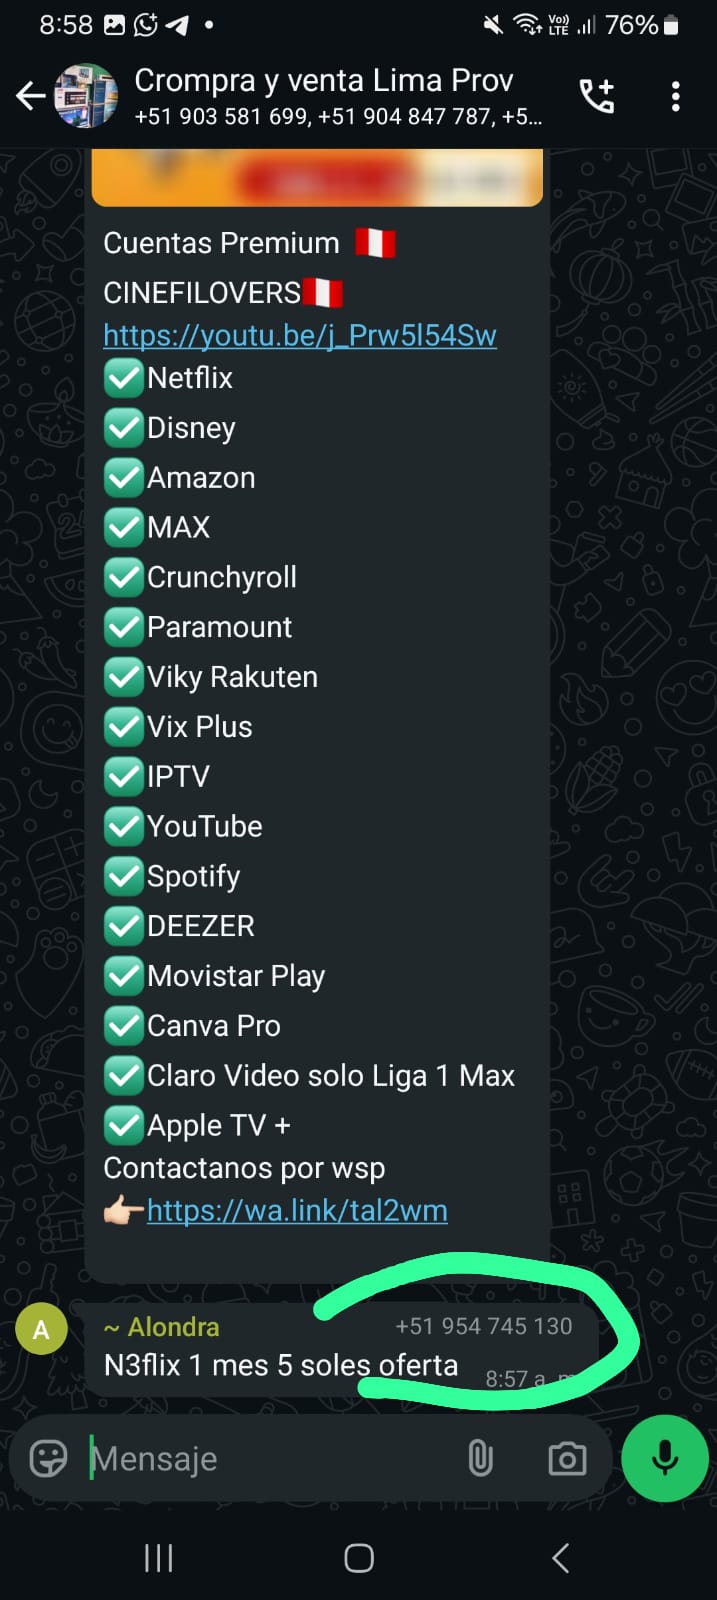 8:58
Vo))
LTE
76%
Crompra y venta Lima Prov
+51 903 581 699, +51 904 847 787, +5...
Cuentas Premium 🇵🇪
CINEFILOVERS🇵🇪
https://youtu.be/j_Prw5l54Sw
✅Netflix
✅Disney
✅Amazon
✅MAX
✅Crunchyroll
✅Paramount
✅Viky Rakuten
✅Vix Plus
✅IPTV
✅YouTube
✅Spotify
✅DEEZER
✅Movistar Play
✅Canva Pro
✅Claro Video solo Liga 1 Max
✅Apple TV +
Contactanos por wsp
👉🏻https://wa.link/tal2wm
A
~ Alondra +51 954 745 130
N3flix 1 mes 5 soles oferta
8:57 a
Mensaje